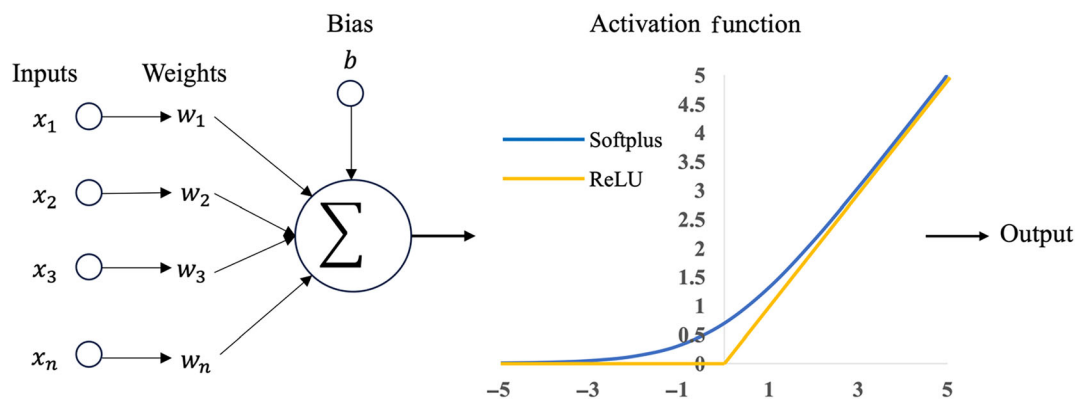 Bias
b
Inputs
Weights
x₁
w₁
x₂
w₂
x₃
w₃
xₙ
wₙ
∑
Activation function
Softplus
ReLU
5
4.5
4
3.5
3
2.5
2
1.5
1
0.5
0
−5
−3
−1
1
3
5
Output